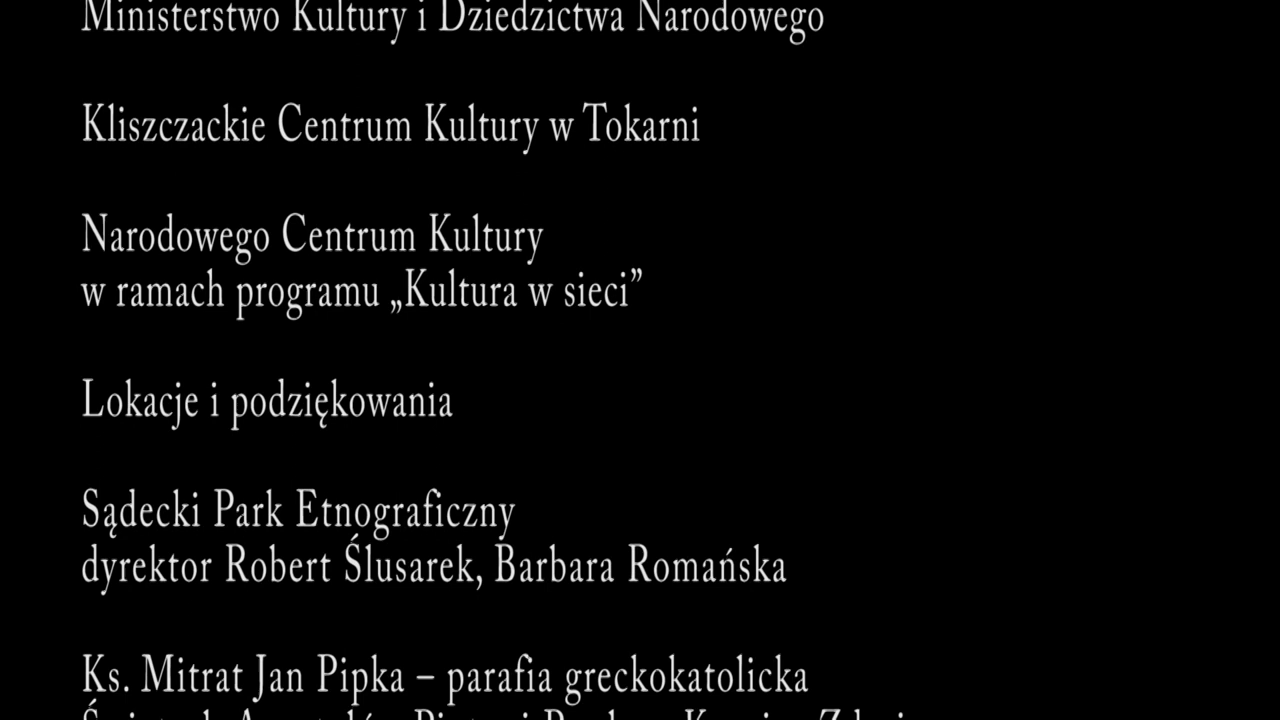 Ministerstwo Kultury i Dziedzictwa Narodowego
Kliszczackie Centrum Kultury w Tokarni
Narodowego Centrum Kultury
w ramach programu „Kultura w sieci”
Lokacje i podziękowania
Sądecki Park Etnograficzny
dyrektor Robert Ślusarek, Barbara Romańska
Ks. Mitrat Jan Pipka – parafia greckokatolicka